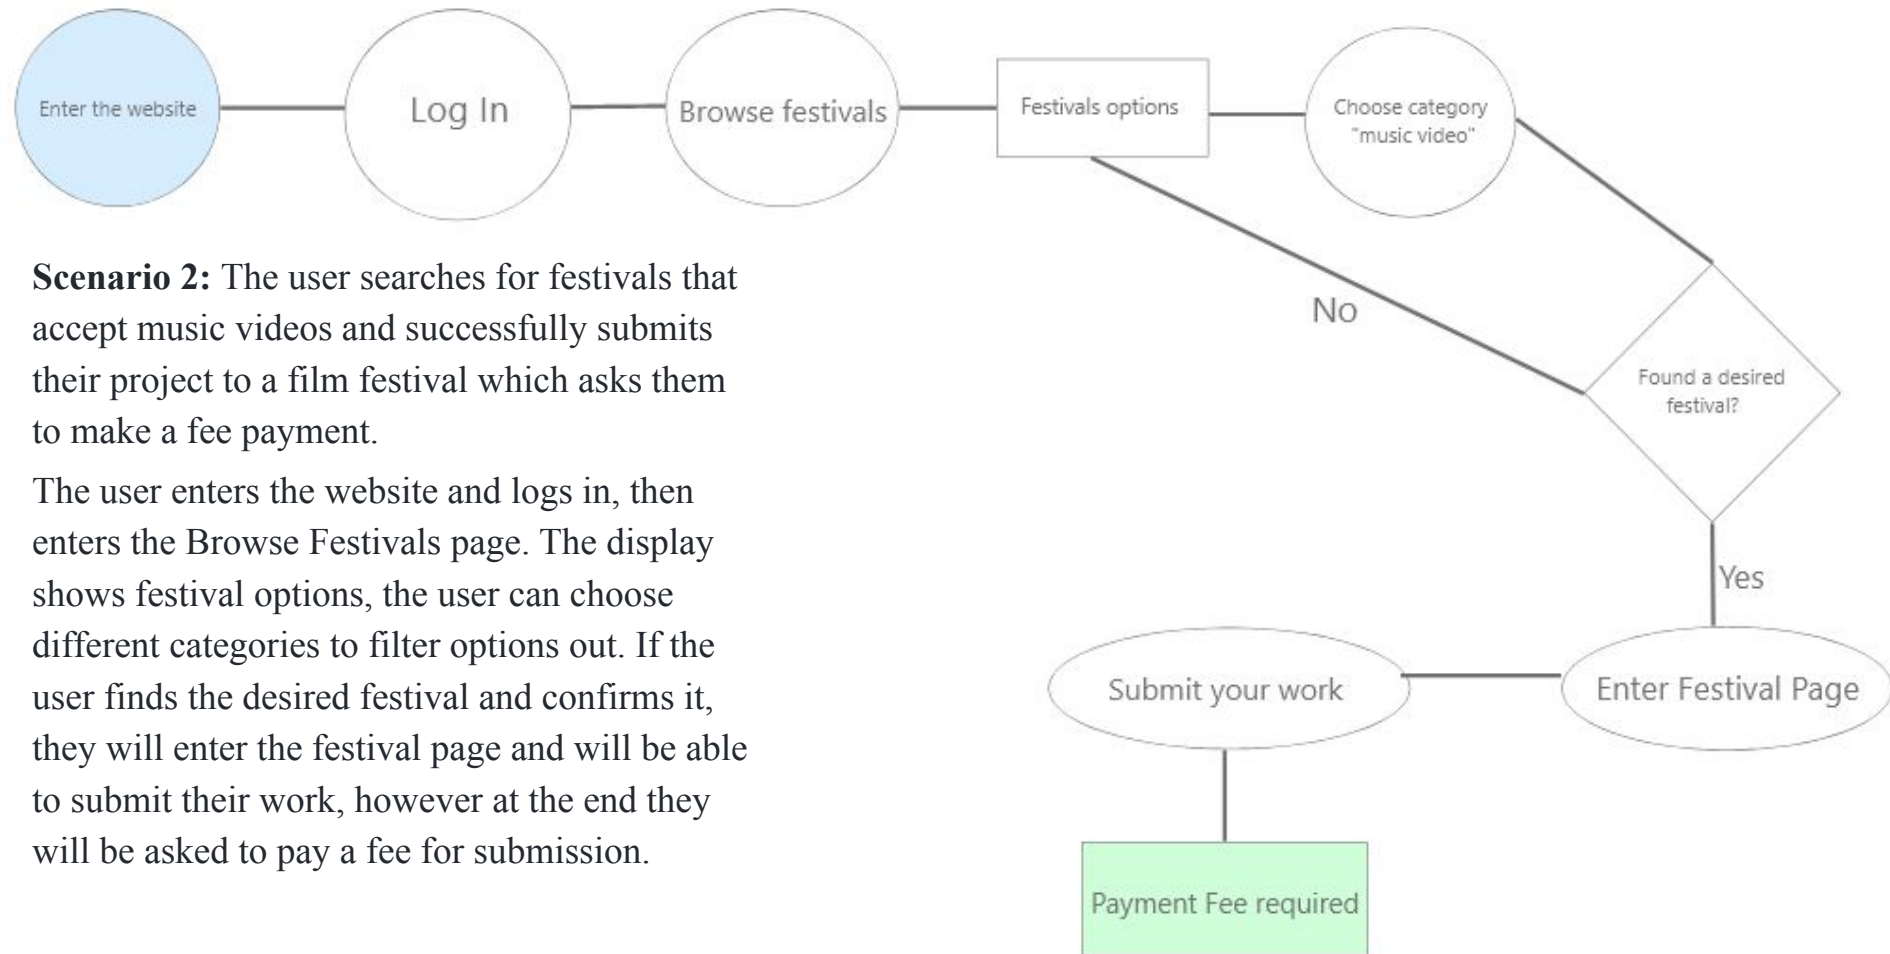 Enter the website
Log In
Browse festivals
Festivals options
Choose category
"music video"
Scenario 2: The user searches for festivals that
accept music videos and successfully submits
their project to a film festival which asks them
to make a fee payment.
The user enters the website and logs in, then
enters the Browse Festivals page. The display
shows festival options, the user can choose
different categories to filter options out. If the
user finds the desired festival and confirms it,
they will enter the festival page and will be able
to submit their work, however at the end they
will be asked to pay a fee for submission.
No
Found a desired
festival?
Yes
Enter Festival Page
Submit your work
Payment Fee required